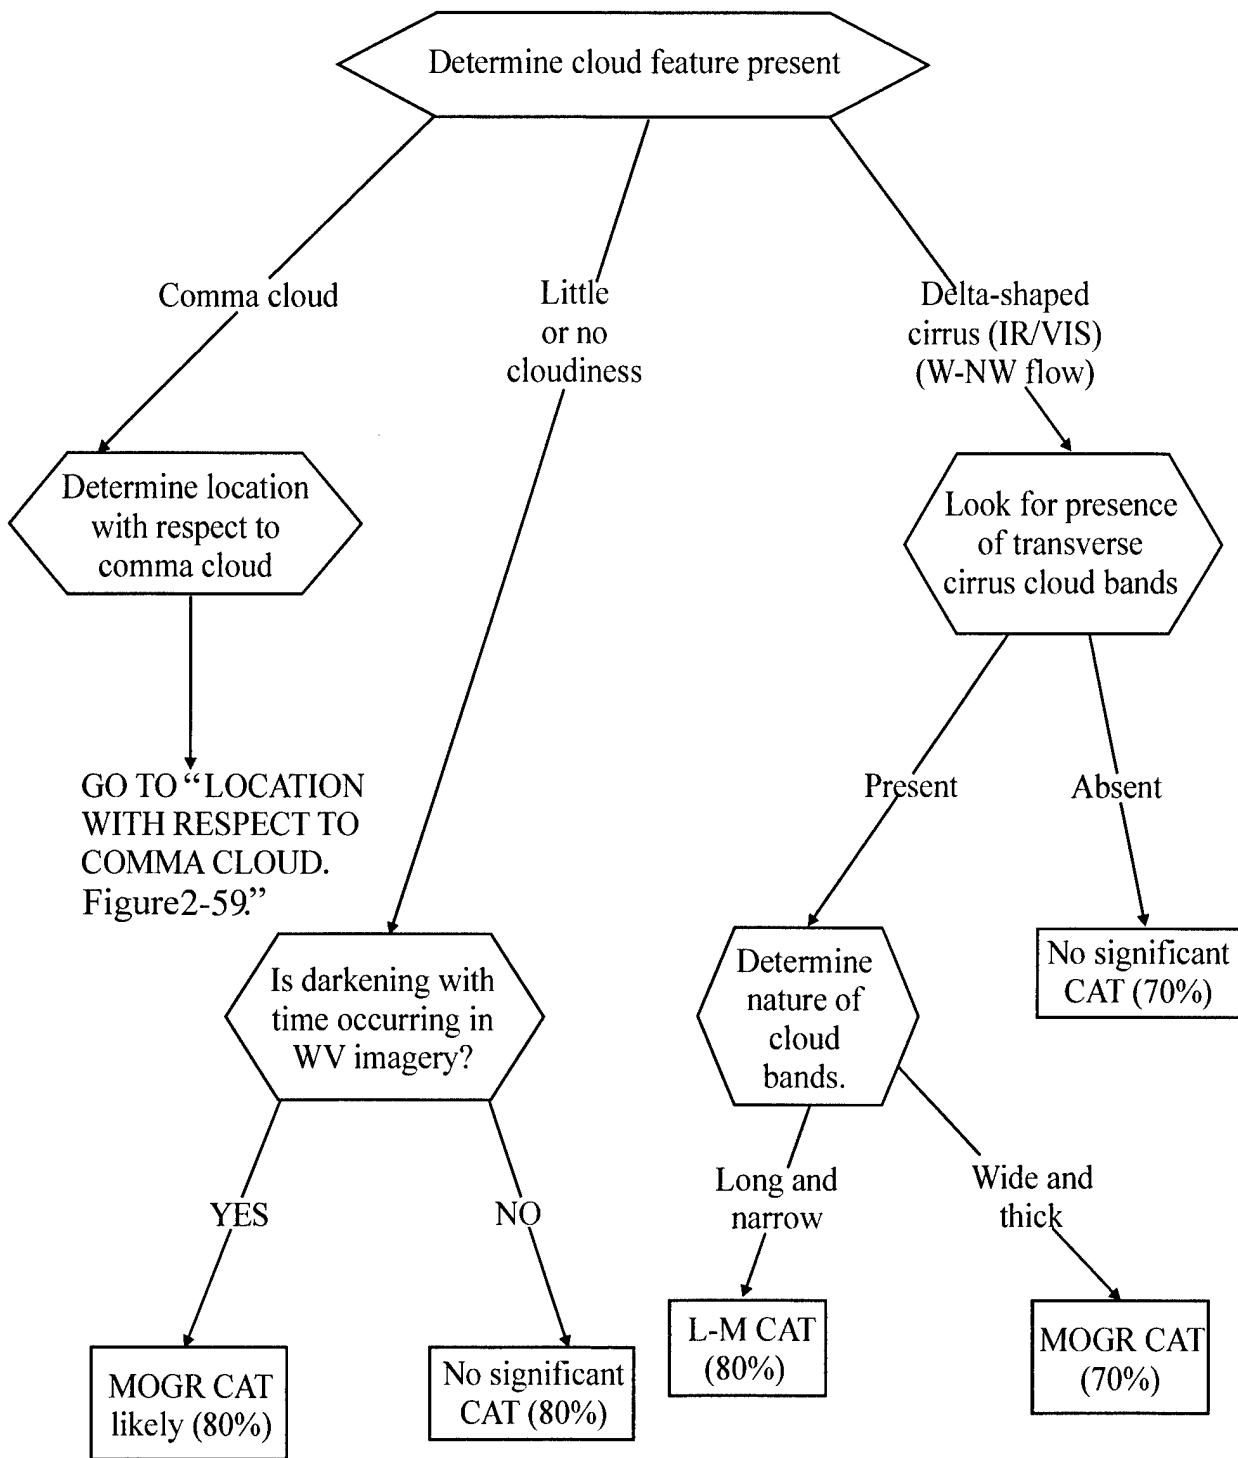 Determine cloud feature present
Comma cloud
Little
or no
cloudiness
Delta-shaped
cirrus (IR/VIS)
(W-NW flow)
Determine location
with respect to
comma cloud
Look for presence
of transverse
cirrus cloud bands
GO TO “LOCATION
WITH RESPECT TO
COMMA CLOUD.
Figure2-59.”
Present
Absent
Is darkening with
time occurring in
WV imagery?
Determine
nature of
cloud
bands.
No significant
CAT (70%)
YES
NO
Long and
narrow
Wide and
thick
MOGR CAT
likely (80%)
No significant
CAT (80%)
L-M CAT
(80%)
MOGR CAT
(70%)